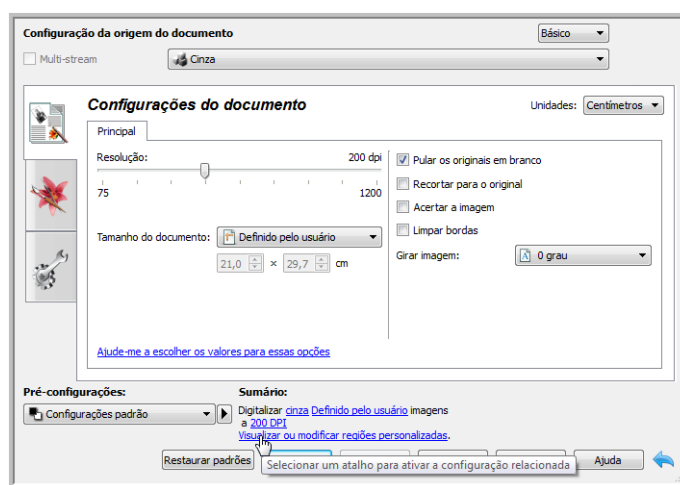 Configuração da origem do documento
Básico
Multi-stream
Cinza
Configurações do documento
Unidades: Centímetros
Principal
Resolução: 200 dpi
75 1200
Tamanho do documento: Definido pelo usuário
21,0 × 29,7 cm
Pular os originais em branco
Recortar para o original
Acertar a imagem
Limpar bordas
Girar imagem: 0 grau
Ajude-me a escolher os valores para essas opções
Pré-configurações:
Configurações padrão
Sumário:
Digitalizar cinza Definido pelo usuário imagens
a 200 DPI
Visualizar ou modificar regiões personalizadas.
Restaurar padrões
Selecionar um atalho para ativar a configuração relacionada
Ajuda